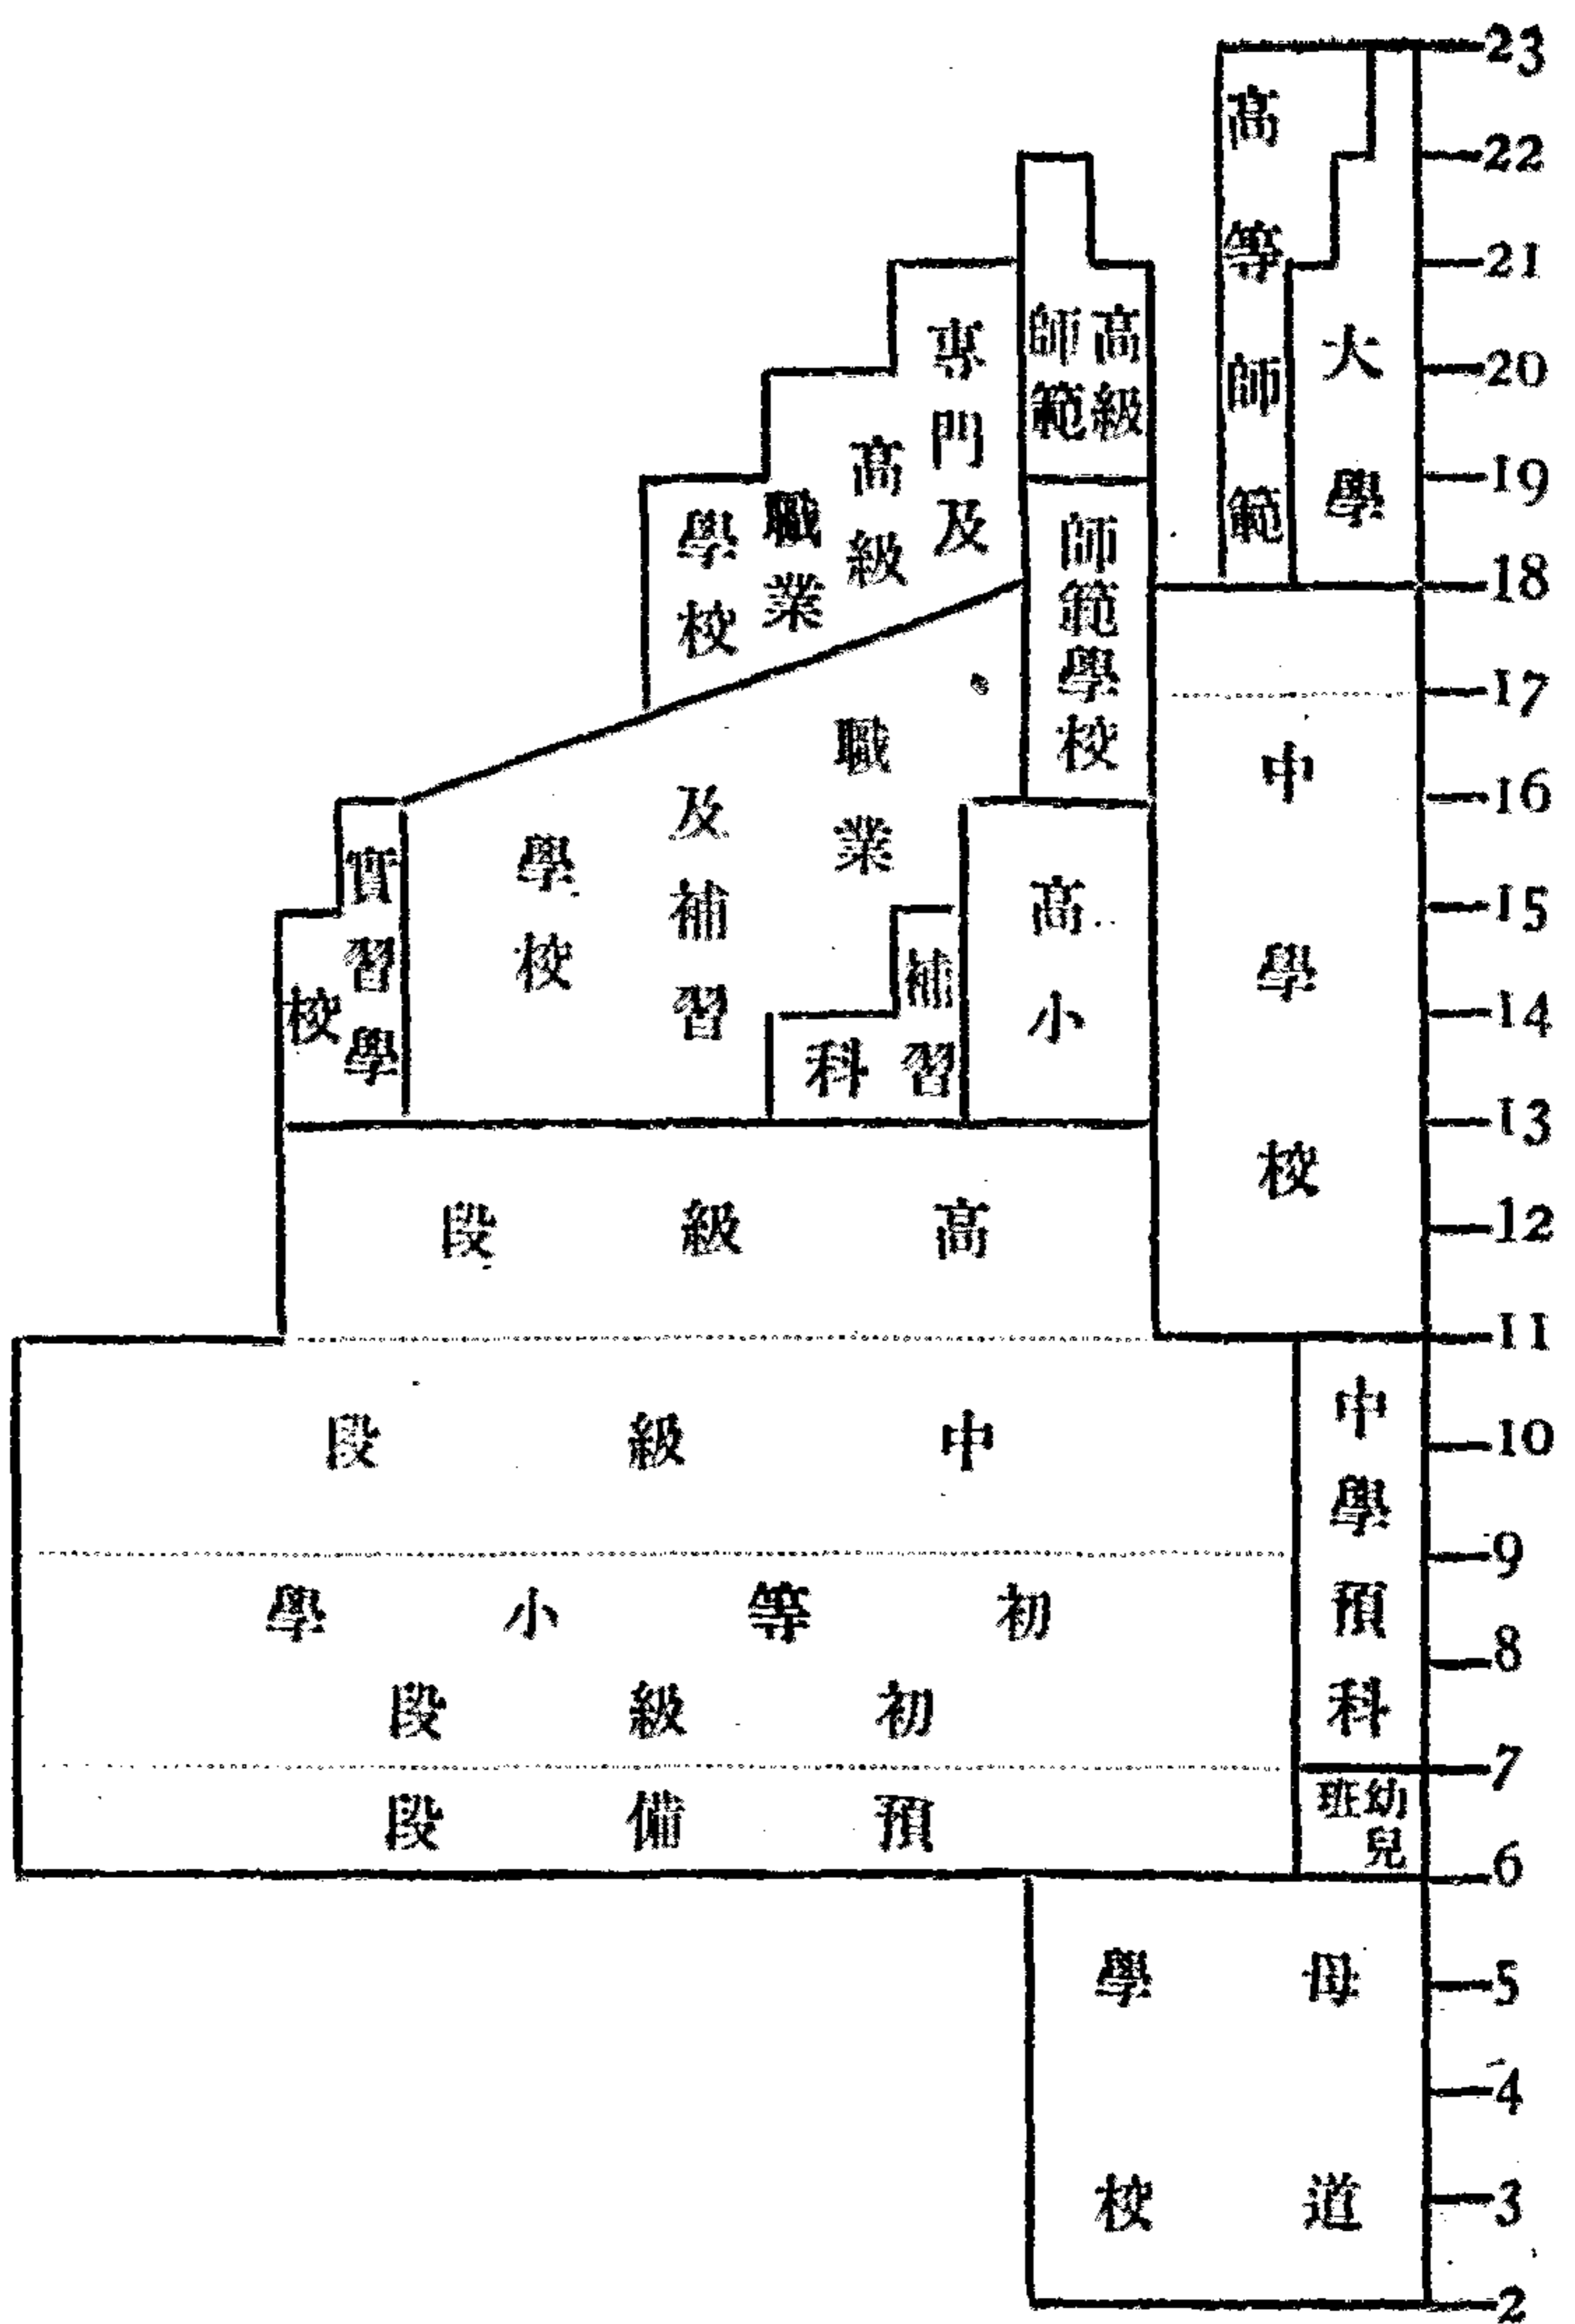 23
22
21
20
19
18
17
16
15
14
13
12
11
10
9
8
7
6
5
4
3
2
高等師範
大學
高級
師範
專門及
高級
職業
學校
師範學校
中學校
職業
及補習
學校
實習學
校
補習
科
高小
高級段
中級段
初等小學
初級段
預備段
中學預科
幼兒
班
母道
學校